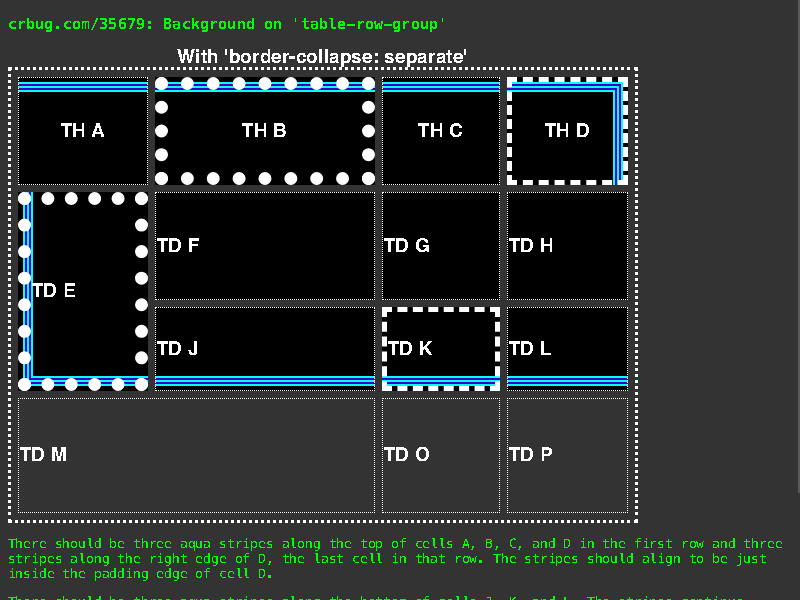 crbug.com/35679: Background on 'table-row-group'
With 'border-collapse: separate'
TH A
TH B
TH C
TH D
TD E
TD F
TD G
TD H
TD J
TD K
TD L
TD M
TD O
TD P
There should be three aqua stripes along the top of cells A, B, C, and D in the first row and three
stripes along the right edge of D, the last cell in that row. The stripes should align to be just
inside the padding edge of cell D.